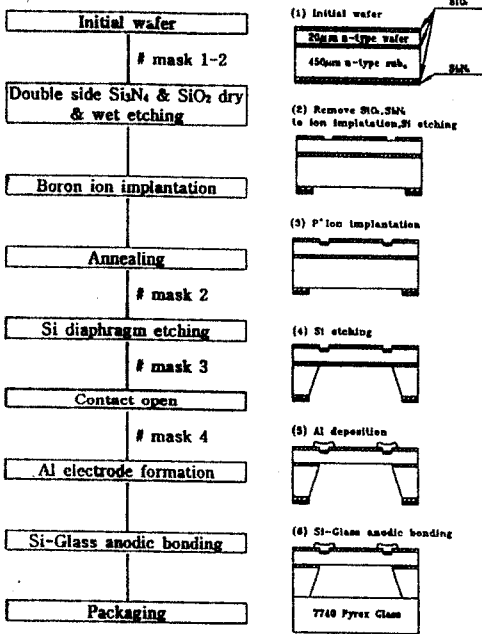 Initial wafer
# mask 1-2
Double side Si₃N₄ & SiO₂ dry
& wet etching
Boron ion implantation
Annealing
# mask 2
Si diaphragm etching
# mask 3
Contact open
# mask 4
Al electrode formation
Si-Glass anodic bonding
Packaging
(1) Initial wafer
SiO₂
20μm n-type wafer
450μm n-type sub.
Si₃N₄
(2) Remove SiO₂,Si₃N₄
to ion implatation,Si etching
(3) P⁺Ion implantation
(4) Si etching
(5) Al deposition
(6) Si-Glass anodic bonding
7740 Pyrex Glass